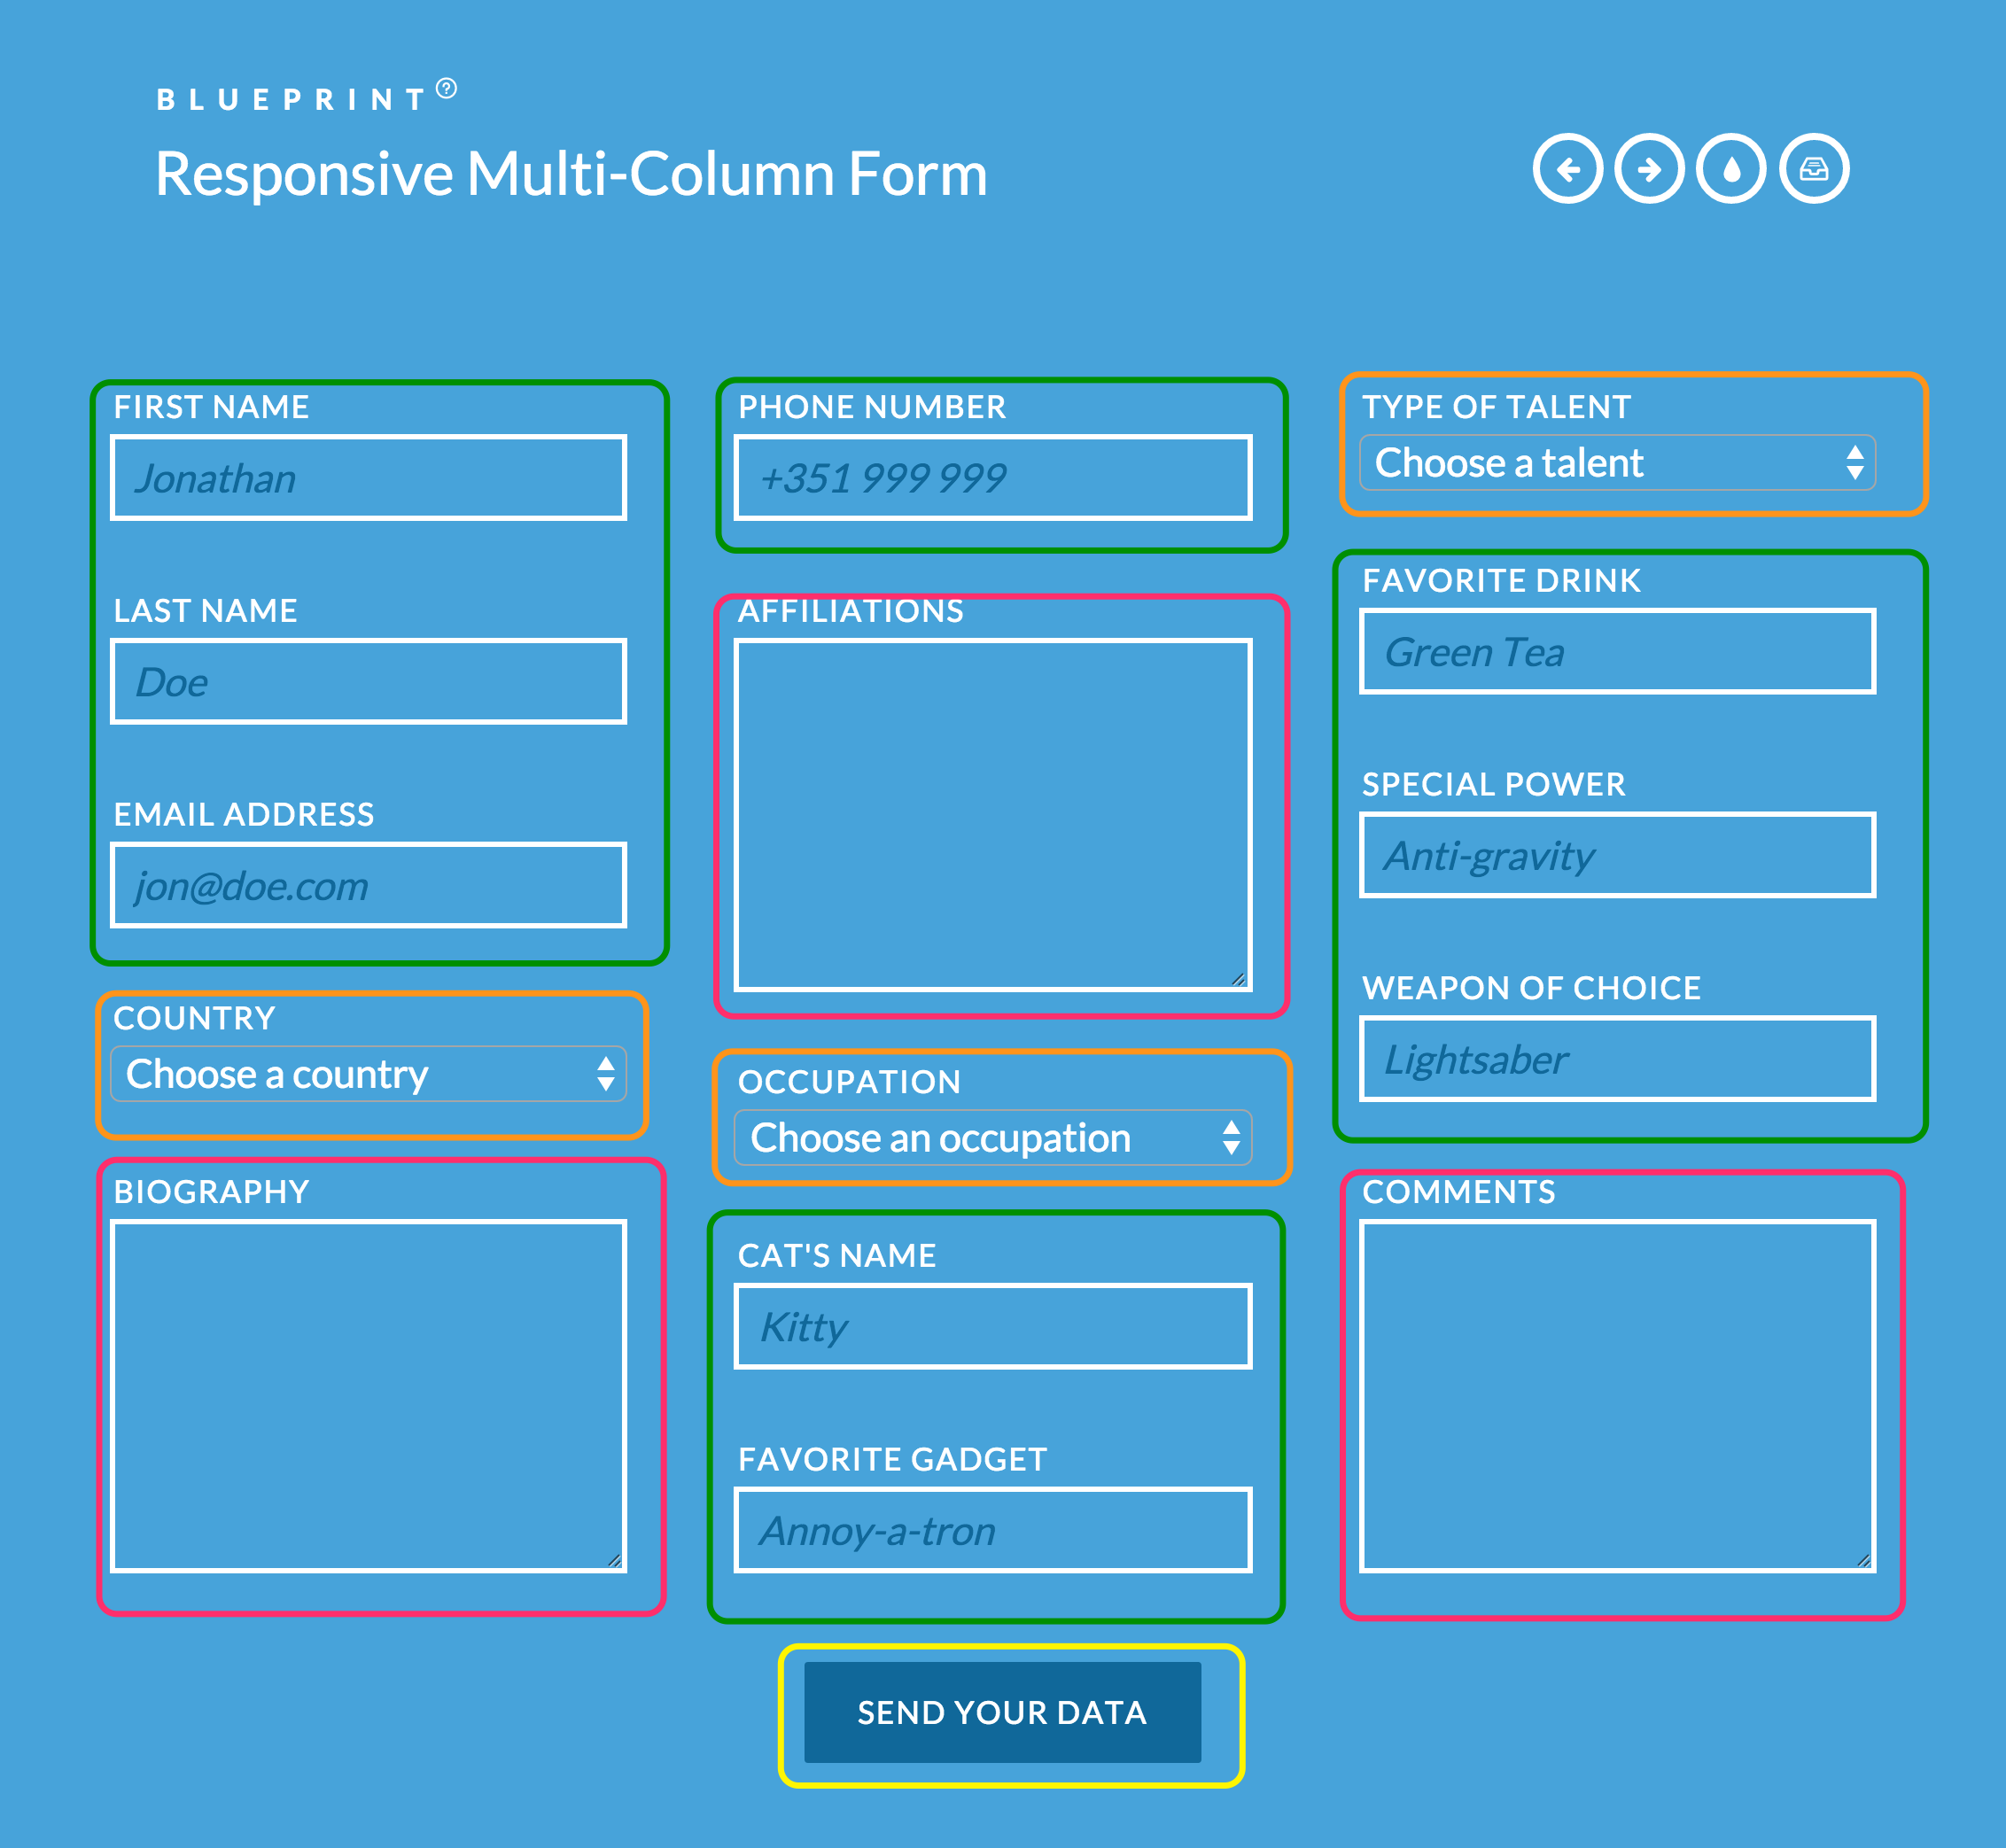 BLUEPRINT
Responsive Multi-Column Form
FIRST NAME
Jonathan
LAST NAME
Doe
EMAIL ADDRESS
jon@doe.com
COUNTRY
Choose a country
BIOGRAPHY
PHONE NUMBER
+351 999 999
AFFILIATIONS
OCCUPATION
Choose an occupation
CAT'S NAME
Kitty
FAVORITE GADGET
Annoy-a-tron
TYPE OF TALENT
Choose a talent
FAVORITE DRINK
Green Tea
SPECIAL POWER
Anti-gravity
WEAPON OF CHOICE
Lightsaber
COMMENTS
SEND YOUR DATA